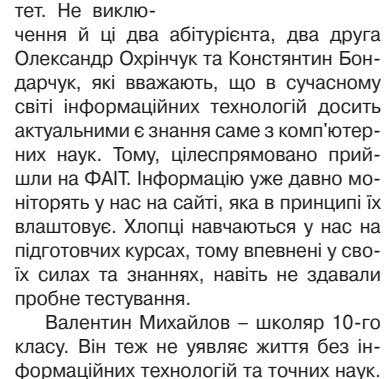 тет. Не виклю-
чення й ці два абітурієнта, два друга
Олександр Охрінчук та Констянтин Бон-
дарчук, які вважають, що в сучасному
світі інформаційних технологій досить
актуальними є знання саме з комп'ютер-
них наук. Тому, цілеспрямовано прий-
шли на ФАІТ. Інформацію уже давно мо-
ніторять у нас на сайті, яка в принципі їх
влаштовує. Хлопці навчаються у нас на
підготовчих курсах, тому впевнені у сво-
їх силах та знаннях, навіть не здавали
пробне тестування.
Валентин Михайлов – школяр 10-го
класу. Він теж не уявляє життя без ін-
формаційних технологій та точних наук.